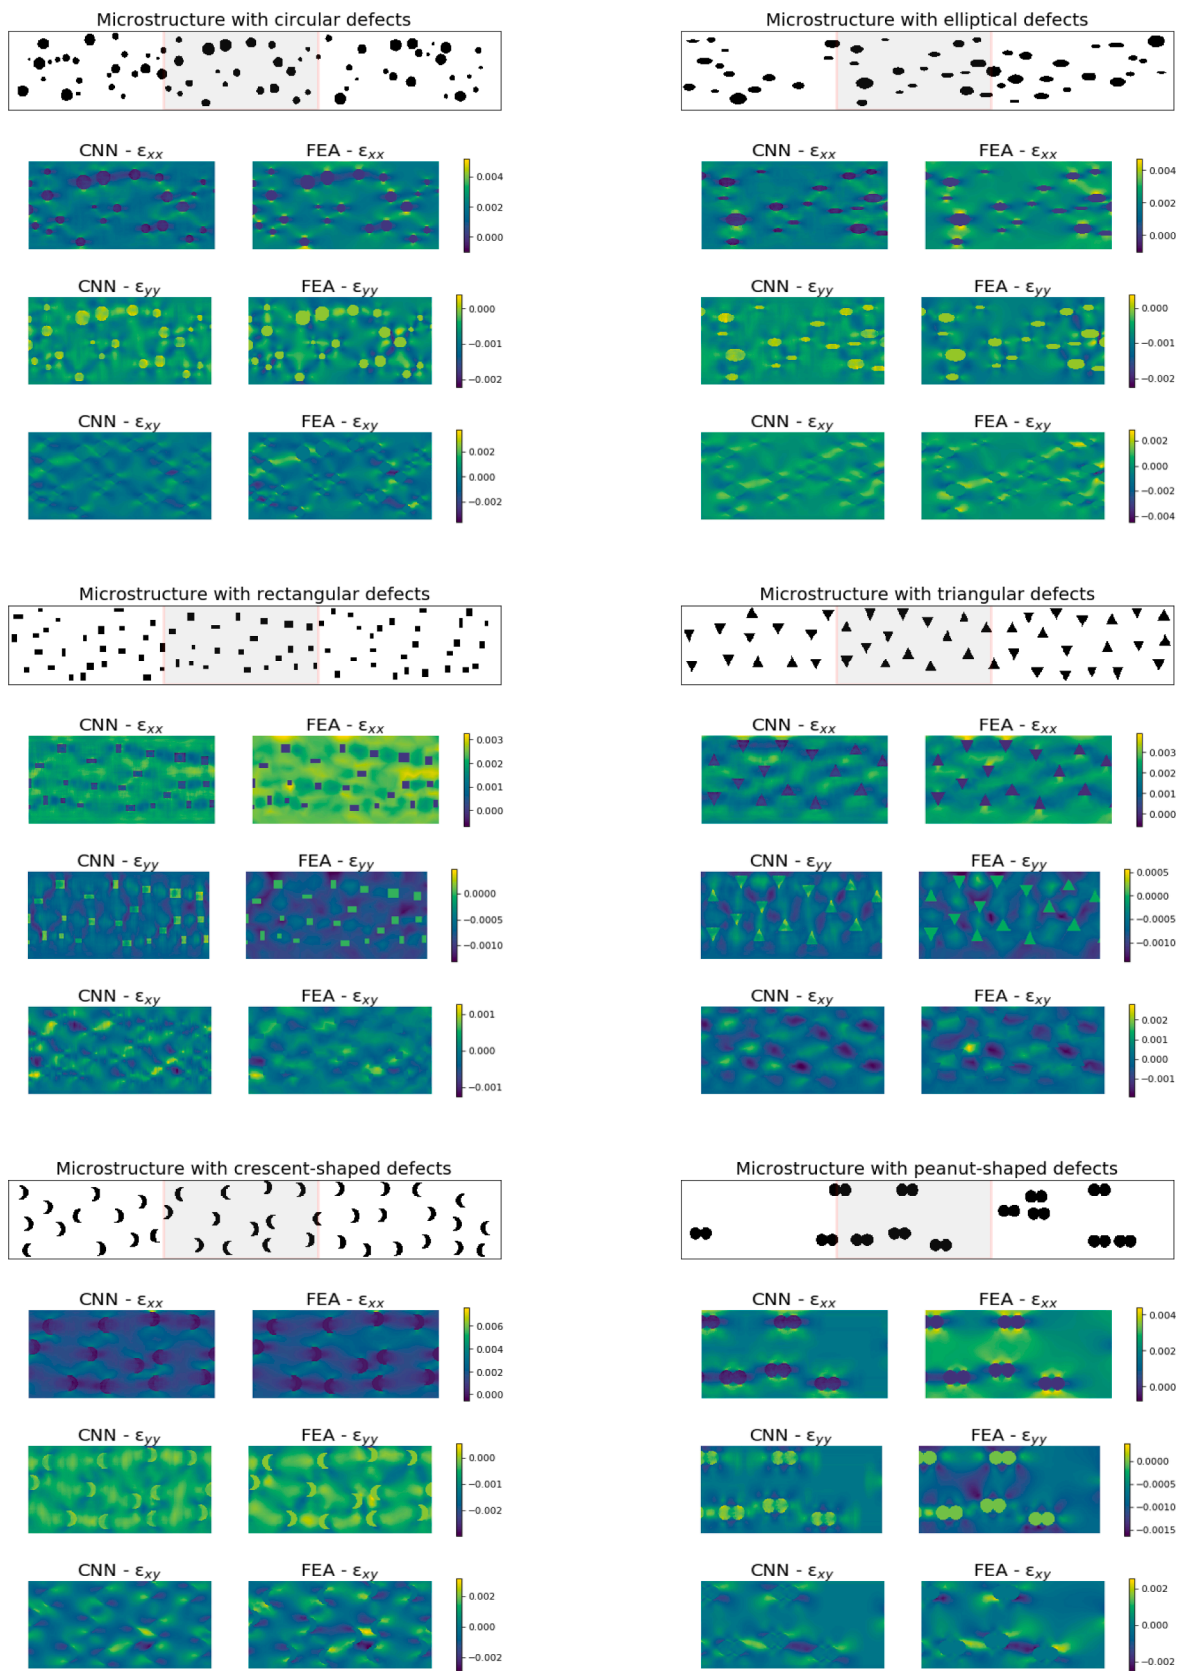 Microstructure with circular defects
CNN - εxx
FEA - εxx
0.004
0.002
0.000
CNN - εyy
FEA - εyy
0.000
−0.001
−0.002
CNN - εxy
FEA - εxy
0.002
0.000
−0.002
Microstructure with elliptical defects
CNN - εxx
FEA - εxx
0.004
0.002
0.000
CNN - εyy
FEA - εyy
0.000
−0.001
−0.002
CNN - εxy
FEA - εxy
0.002
0.000
−0.002
−0.004
Microstructure with rectangular defects
CNN - εxx
FEA - εxx
0.003
0.002
0.001
0.000
CNN - εyy
FEA - εyy
0.0000
−0.0005
−0.0010
CNN - εxy
FEA - εxy
0.001
0.000
−0.001
Microstructure with triangular defects
CNN - εxx
FEA - εxx
0.003
0.002
0.001
0.000
CNN - εyy
FEA - εyy
0.0005
0.0000
−0.0005
−0.0010
CNN - εxy
FEA - εxy
0.002
0.001
0.000
−0.001
Microstructure with crescent-shaped defects
CNN - εxx
FEA - εxx
0.006
0.004
0.002
0.000
CNN - εyy
FEA - εyy
0.000
−0.001
−0.002
CNN - εxy
FEA - εxy
0.002
0.000
−0.002
Microstructure with peanut-shaped defects
CNN - εxx
FEA - εxx
0.004
0.002
0.000
CNN - εyy
FEA - εyy
0.0000
−0.0005
−0.0010
−0.0015
CNN - εxy
FEA - εxy
0.002
0.000
−0.002